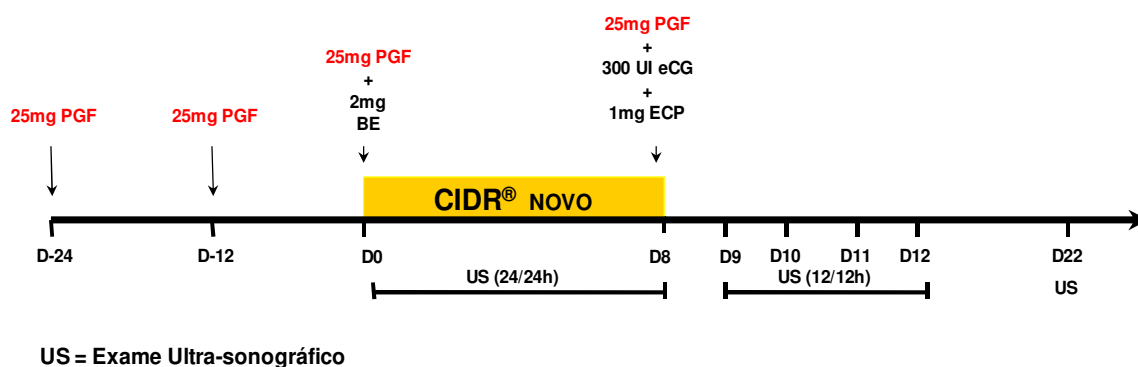 25mg PGF
25mg PGF
25mg PGF
+
2mg
BE
25mg PGF
+
300 UI eCG
+
1mg ECP
CIDR® NOVO
D-24
D-12
D0
D8
D9
D10
D11
D12
D22
US (24/24h)
US (12/12h)
US
US = Exame Ultra-sonográfico